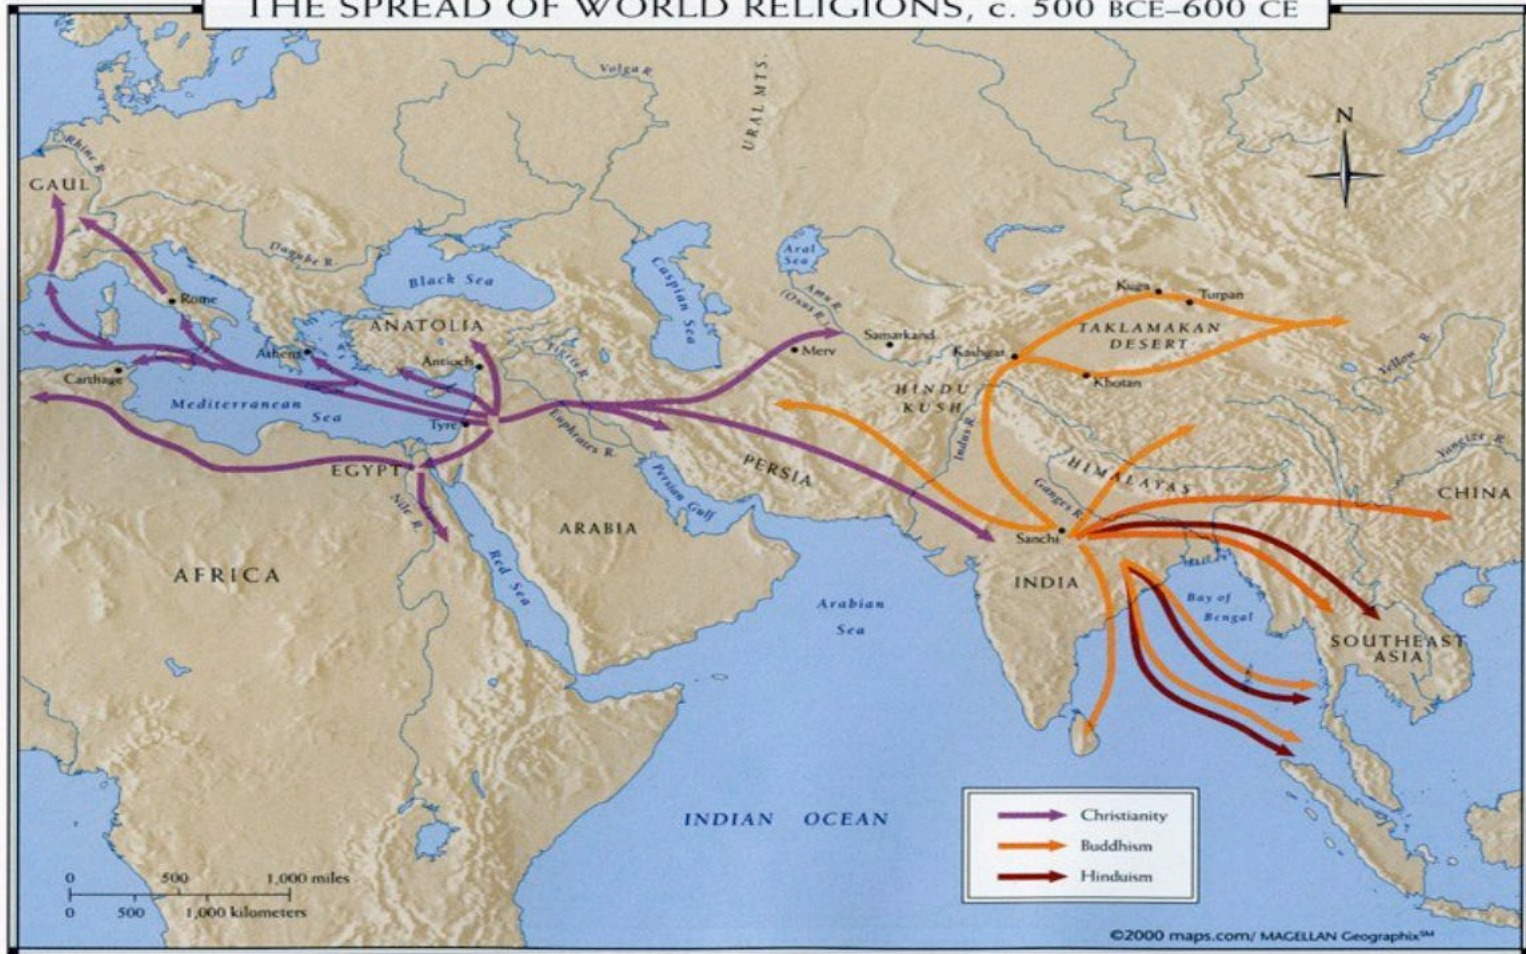 THE SPREAD OF WORLD RELIGIONS, c. 500 BCE–600 CE
Volga R.
URAL MTS.
N
Rhine R.
GAUL
Danube R.
Aral
Sea
Black Sea
Caspian Sea
Amu R.
(Oxus R.)
Kuga
Turpan
Rome
ANATOLIA
Samarkand
TAKLAMAKAN
DESERT
Yellow R.
Athens
Antioch
Tigris R.
Merv
Kashgar
Khotan
Carthage
HINDU
KUSH
Mediterranean
Sea
Tyre
Euphrates R.
Indus R.
Yangtze R.
EGYPT
PERSIA
HIMALAYAS
Nile R.
Persian
Gulf
Ganges R.
CHINA
ARABIA
Sanchi
AFRICA
Red Sea
INDIA
Arabian
Sea
Bay of
Bengal
SOUTHEAST
ASIA
INDIAN OCEAN
Christianity
Buddhism
Hinduism
0 500 1,000 miles
0 500 1,000 kilometers
©2000 maps.com/ MAGELLAN Geographix℠